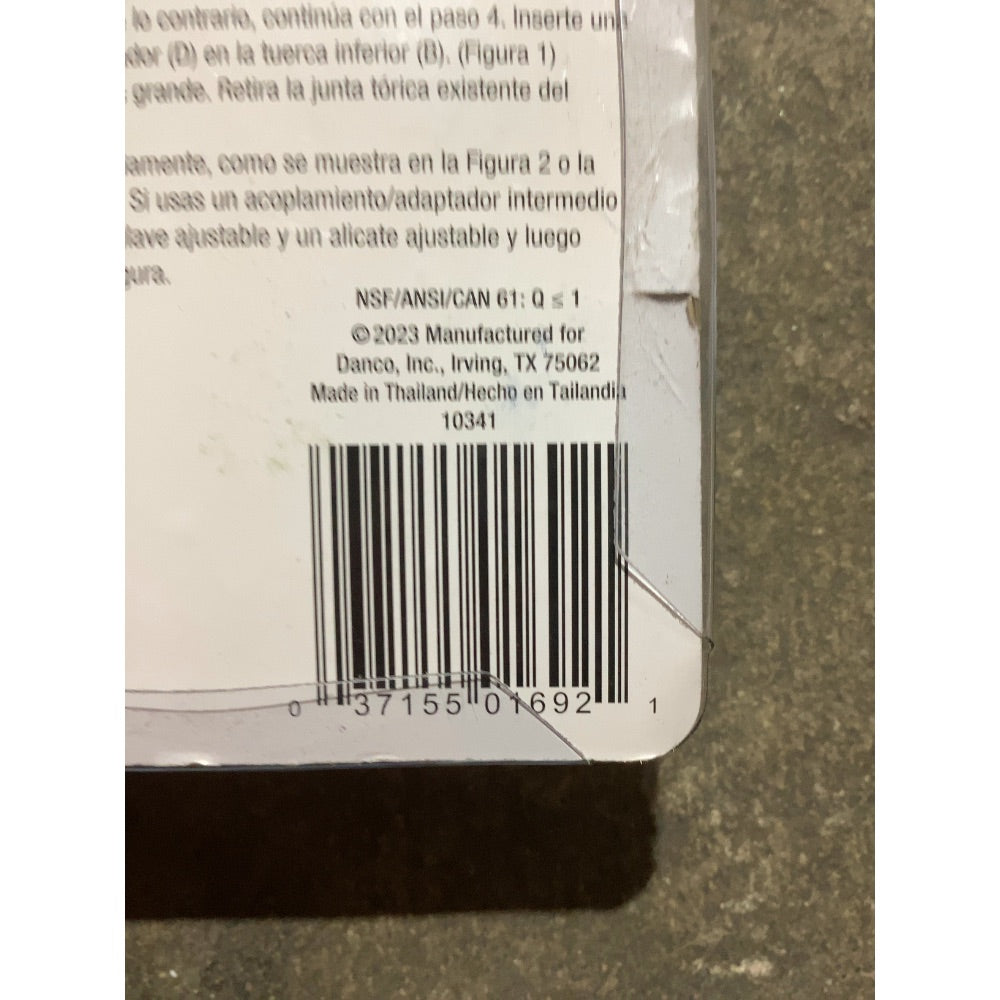 lo contrario, continúa con el paso 4. Inserte una
dor (D) en la tuerca inferior (B). (Figura 1)
grande. Retira la junta tórica existente del
amente, como se muestra en la Figura 2 o la
Si usas un acoplamiento/adaptador intermedio
lave ajustable y un alicate ajustable y luego
gura.
NSF/ANSI/CAN 61: Q ≤ 1
©2023 Manufactured for
Danco, Inc., Irving, TX 75062
Made in Thailand/Hecho en Tailandia
10341
0 37155 01692 1